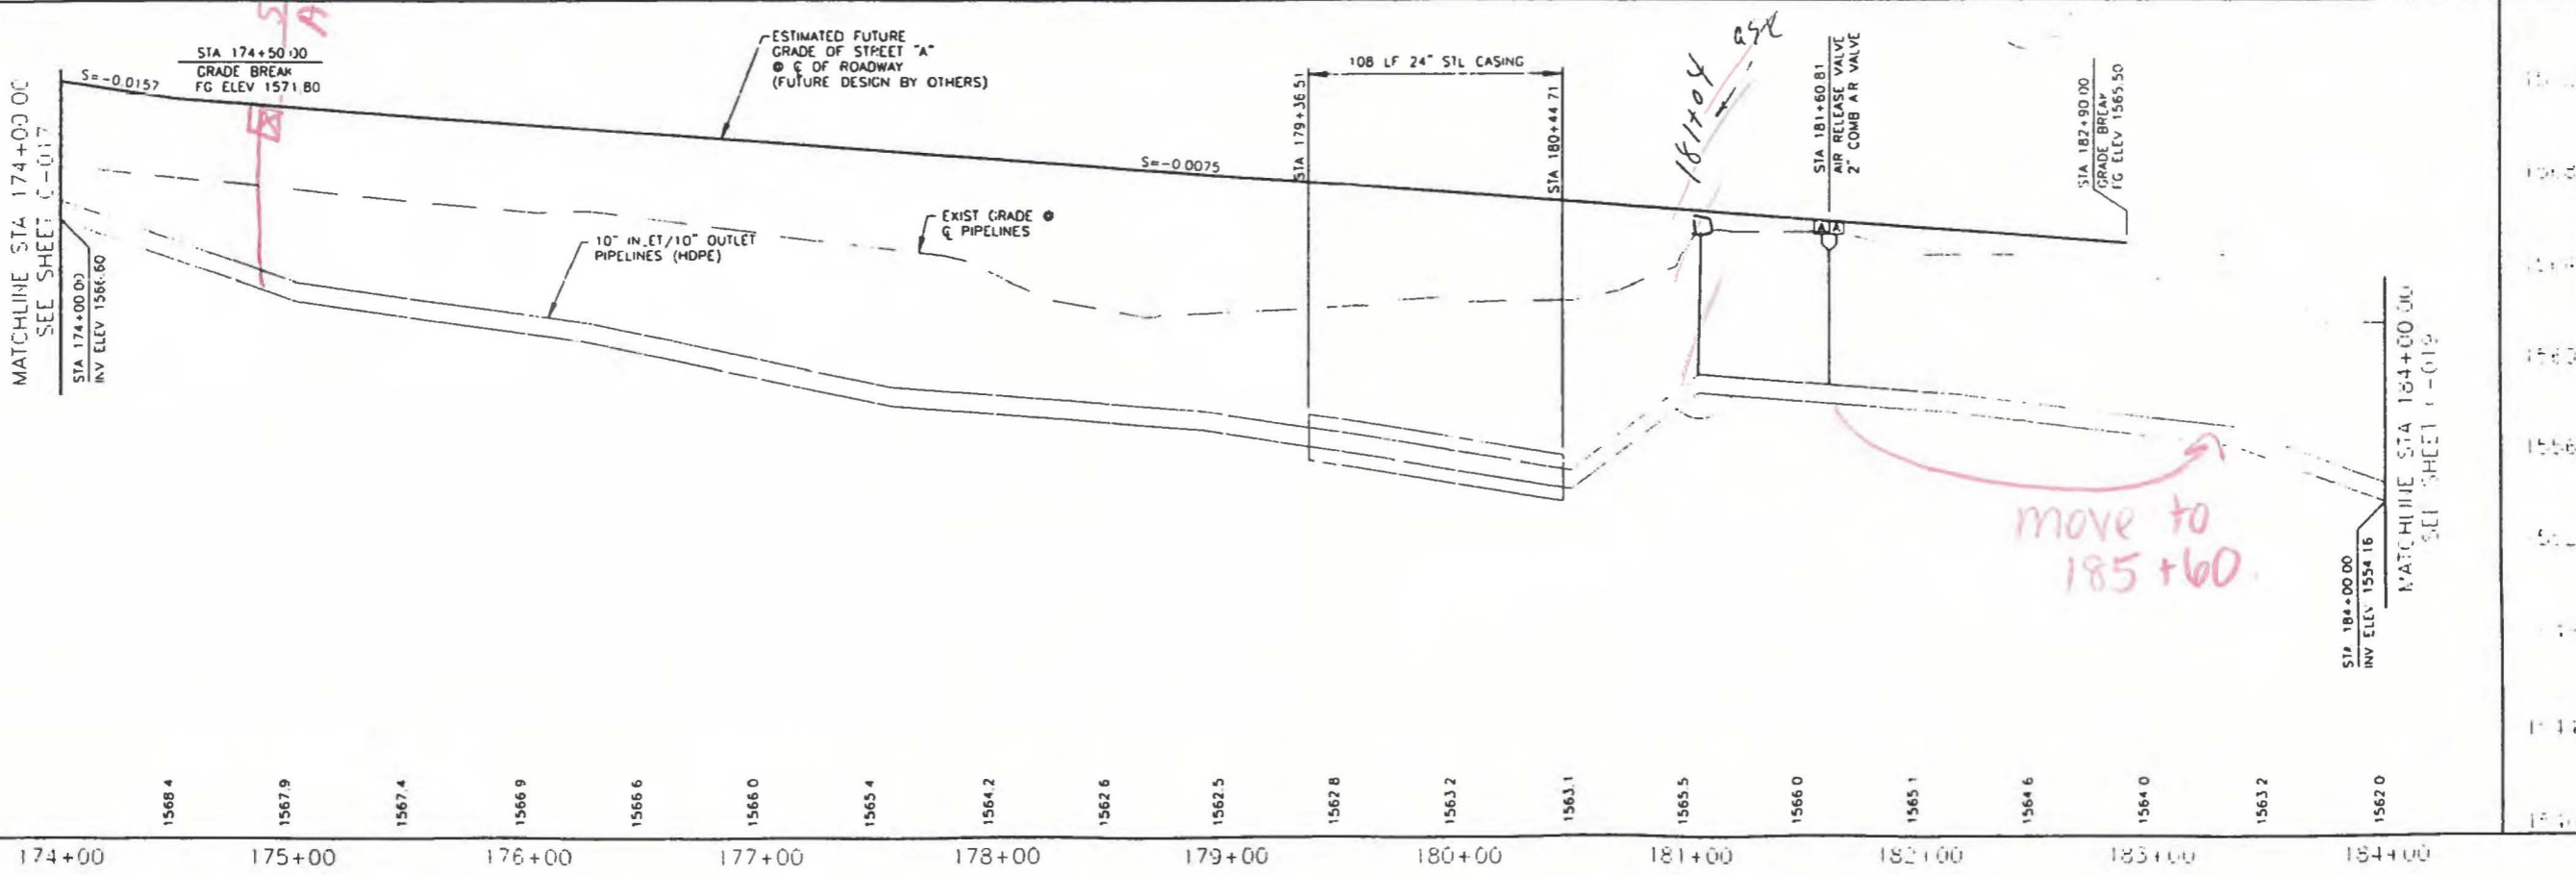 MATCHLINE STA 174+00.00
SEE SHEET C-017
STA 174+00.00
INV ELEV 1566.60
S=-0.0157
STA 174+50.00
GRADE BREAK
FG ELEV 1571.80
S
A
ESTIMATED FUTURE
GRADE OF STREET "A"
@ ℄ OF ROADWAY
(FUTURE DESIGN BY OTHERS)
10" INLET/10" OUTLET
PIPELINES (HDPE)
EXIST GRADE @
℄ PIPELINES
S=-0.0075
108 LF 24" STL CASING
STA 179+36.51
STA 180+44.71
181+04
STA 181+60.81
AIR RELEASE VALVE
2" COMB AR VALVE
A A
STA 182+90.00
GRADE BREAK
FG ELEV 1565.50
move to
185+60
STA 184+00.00
INV ELEV 1554.16
MATCHLINE STA 184+00.00
SEE SHEET C-019
1568.4 1567.9 1567.4 1566.9 1566.6 1566.0 1565.4 1564.2 1562.6 1562.5 1562.8 1563.2 1563.1 1565.5 1566.0 1565.1 1564.6 1564.0 1563.2 1562.0
174+00 175+00 176+00 177+00 178+00 179+00 180+00 181+00 182+00 183+00 184+00